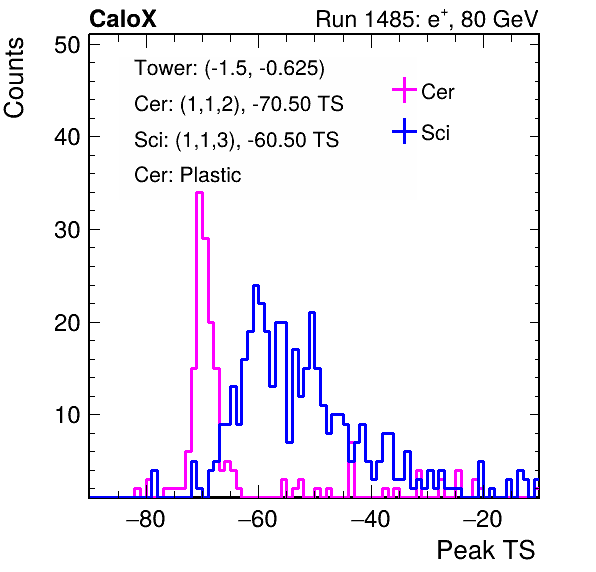 CaloX Run 1485: e⁺, 80 GeV
Counts
50
Tower: (-1.5, -0.625)
Cer: (1,1,2), -70.50 TS
Sci: (1,1,3), -60.50 TS
Cer: Plastic
Cer
Sci
40
30
20
10
−80 −60 −40 −20
Peak TS